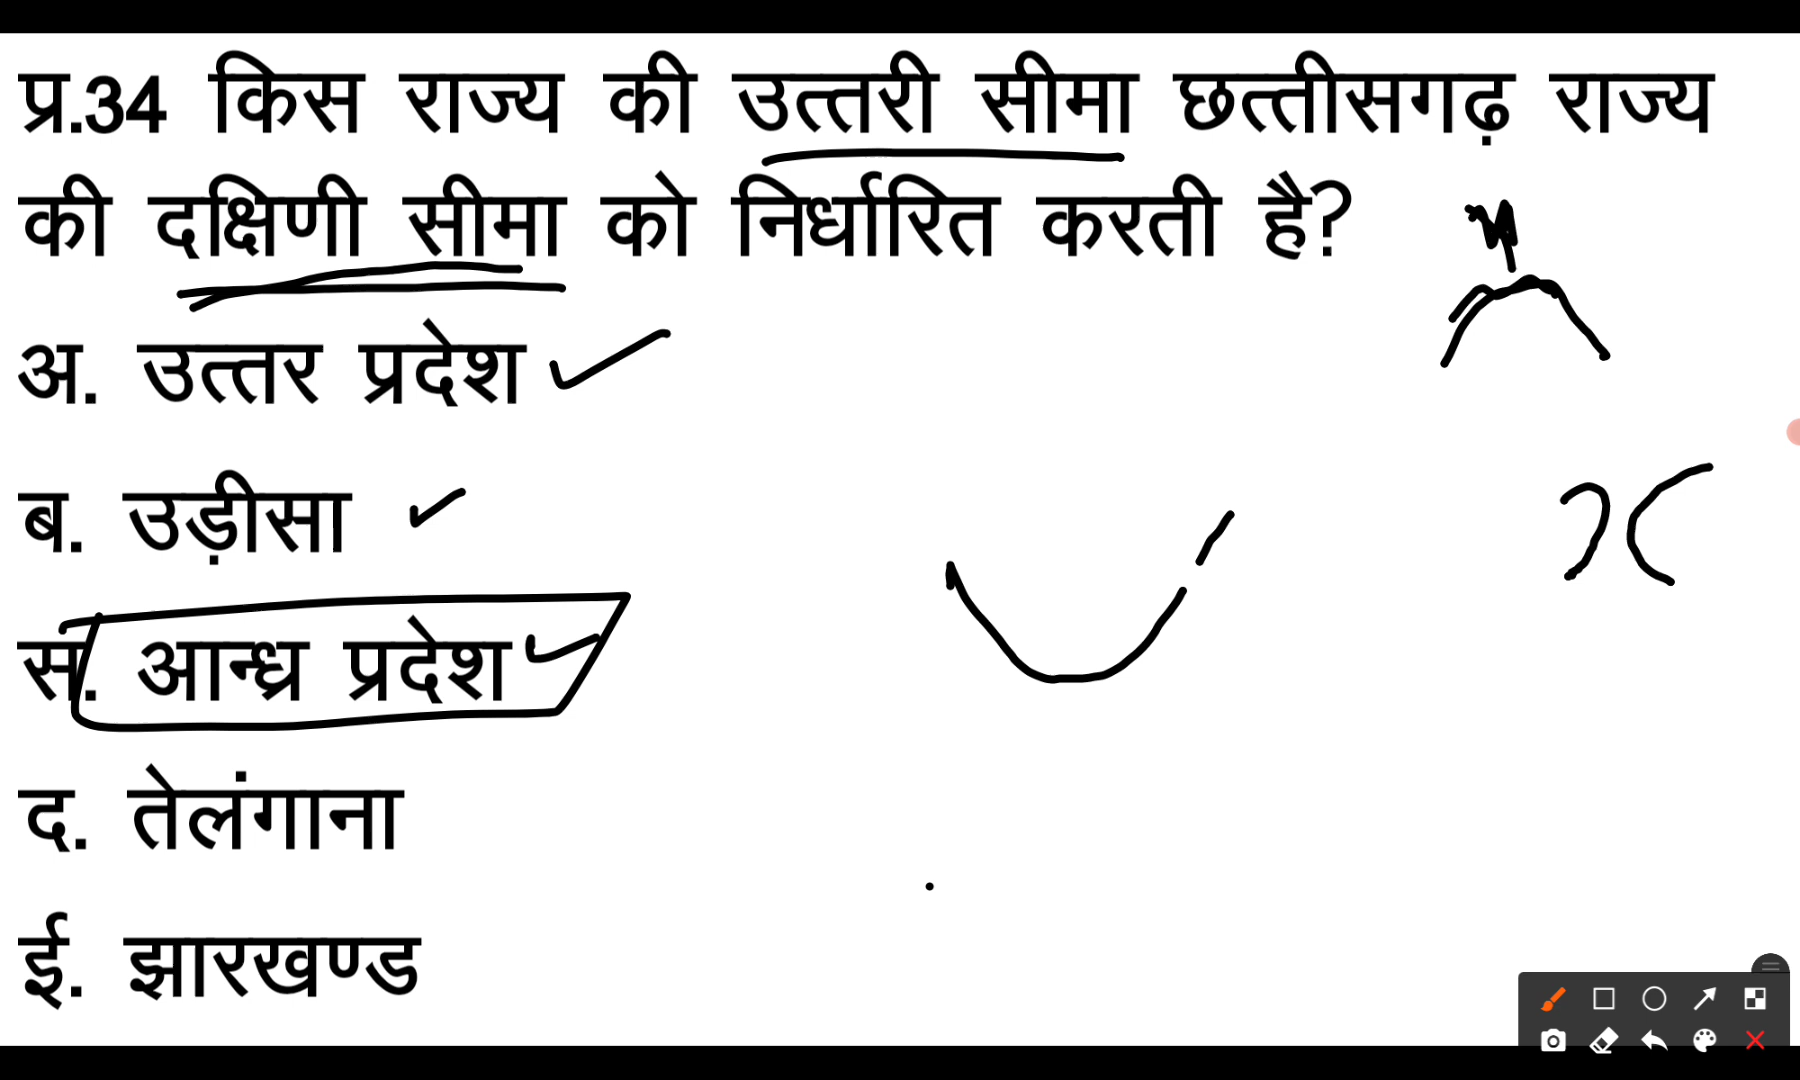 प्र.34 किस राज्य की उत्तरी सीमा छत्तीसगढ़ राज्य
की दक्षिणी सीमा को निर्धारित करती है?
अ. उत्तर प्रदेश
ब. उड़ीसा
स. आन्ध्र प्रदेश
द. तेलंगाना
ई. झारखण्ड